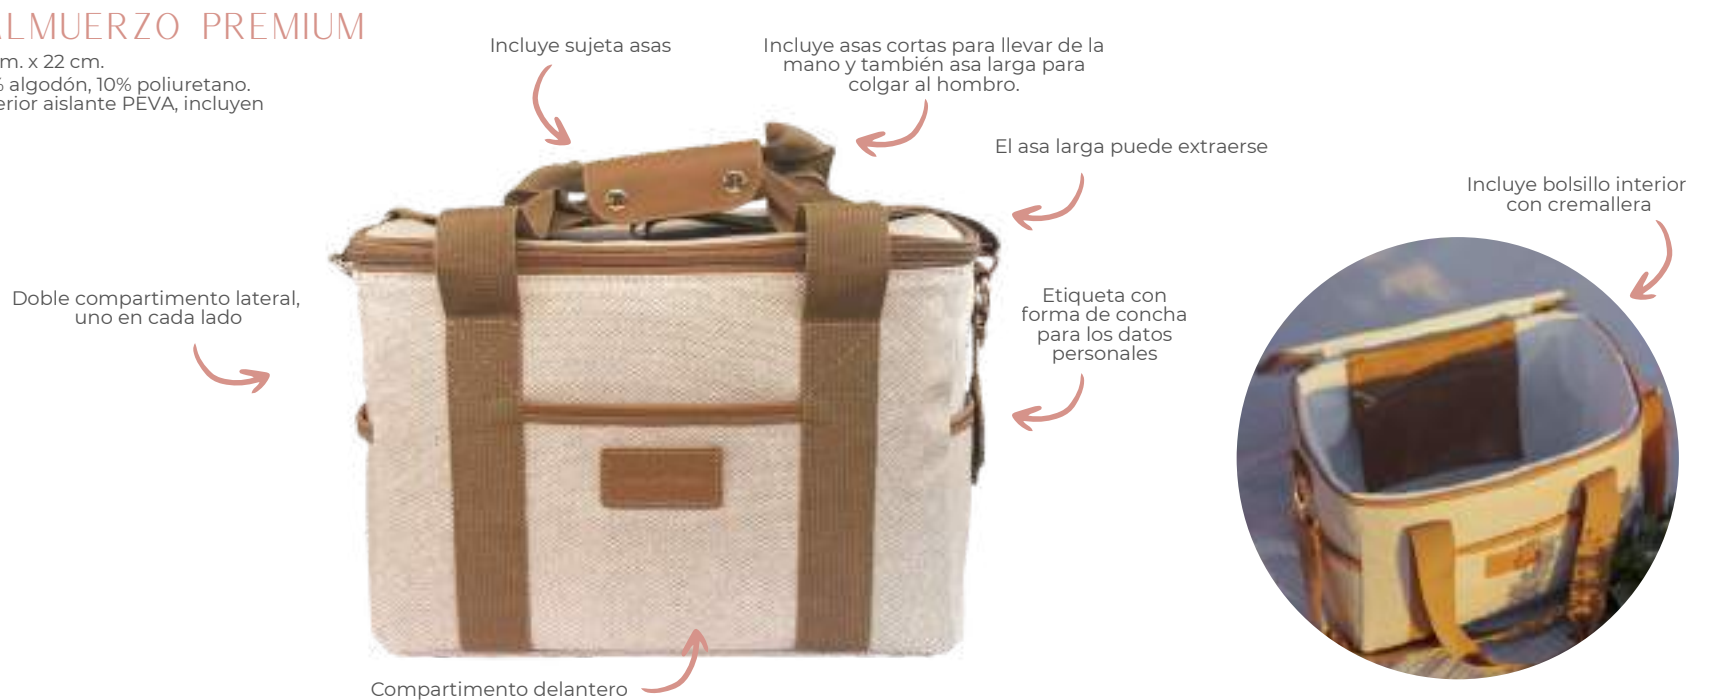 ALMUERZO PREMIUM
m. x 22 cm.
% algodón, 10% poliuretano.
erior aislante PEVA, incluyen
Incluye sujeta asas
Incluye asas cortas para llevar de la
mano y también asa larga para
colgar al hombro.
El asa larga puede extraerse
Incluye bolsillo interior
con cremallera
Doble compartimento lateral,
uno en cada lado
Etiqueta con
forma de concha
para los datos
personales
Compartimento delantero